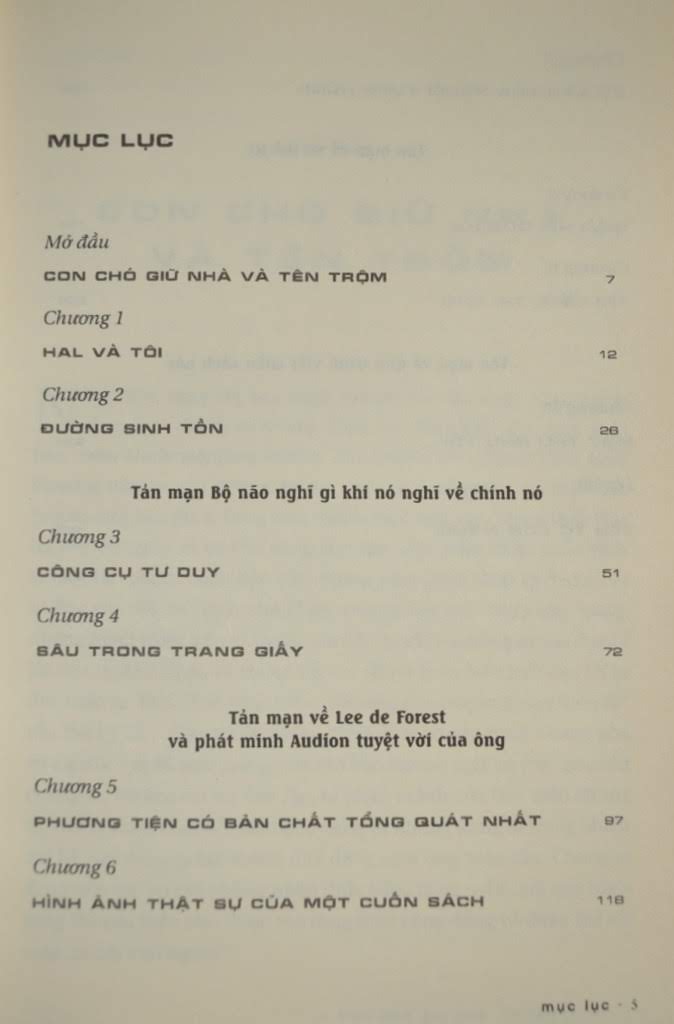 MỤC LỤC
Mở đầu
CON CHÓ GIỮ NHÀ VÀ TÊN TRỘM 7
Chương 1
HAL VÀ TÔI 12
Chương 2
ĐƯỜNG SINH TỒN 26
Tản mạn Bộ não nghĩ gì khí nó nghĩ về chính nó
Chương 3
CÔNG CỤ TƯ DUY 51
Chương 4
SÂU TRONG TRANG GIẤY 72
Tản mạn về Lee de Forest
và phát minh Audion tuyệt vời của ông
Chương 5
PHƯƠNG TIỆN CÓ BẢN CHẤT TỔNG QUÁT NHẤT 97
Chương 6
HÌNH ẢNH THẬT SỰ CỦA MỘT CUỐN SÁCH 118
mục lục · 5